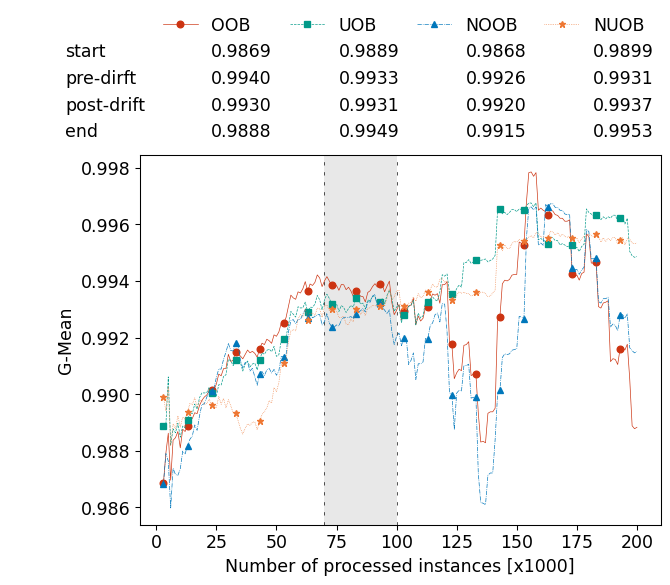 OOB UOB NOOB NUOB
start 0.9869 0.9889 0.9868 0.9899
pre-dirft 0.9940 0.9933 0.9926 0.9931
post-drift 0.9930 0.9931 0.9920 0.9937
end 0.9888 0.9949 0.9915 0.9953
0.998
0.996
0.994
0.992
0.990
0.988
0.986
G-Mean
0 25 50 75 100 125 150 175 200
Number of processed instances [x1000]